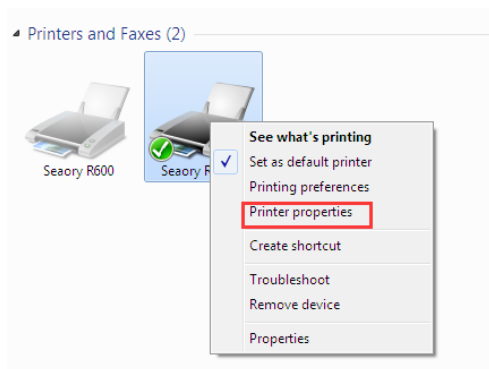 Printers and Faxes (2)
Seaory R600
Seaory R
See what's printing
Set as default printer
Printing preferences
Printer properties
Create shortcut
Troubleshoot
Remove device
Properties